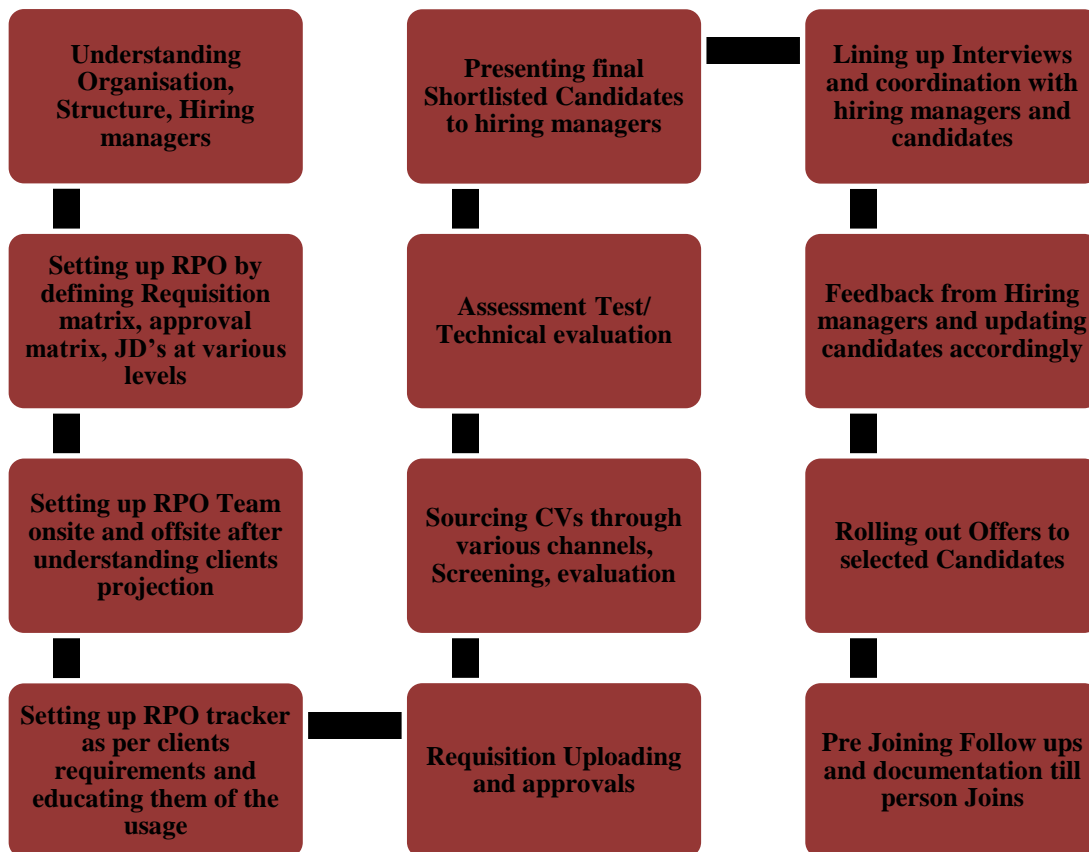 Understanding
Organisation,
Structure, Hiring
managers
Setting up RPO by
defining Requisition
matrix, approval
matrix, JD’s at various
levels
Setting up RPO Team
onsite and offsite after
understanding clients
projection
Setting up RPO tracker
as per clients
requirements and
educating them of the
usage
Requisition Uploading
and approvals
Sourcing CVs through
various channels,
Screening, evaluation
Assessment Test/
Technical evaluation
Presenting final
Shortlisted Candidates
to hiring managers
Lining up Interviews
and coordination with
hiring managers and
candidates
Feedback from Hiring
managers and updating
candidates accordingly
Rolling out Offers to
selected Candidates
Pre Joining Follow ups
and documentation till
person Joins